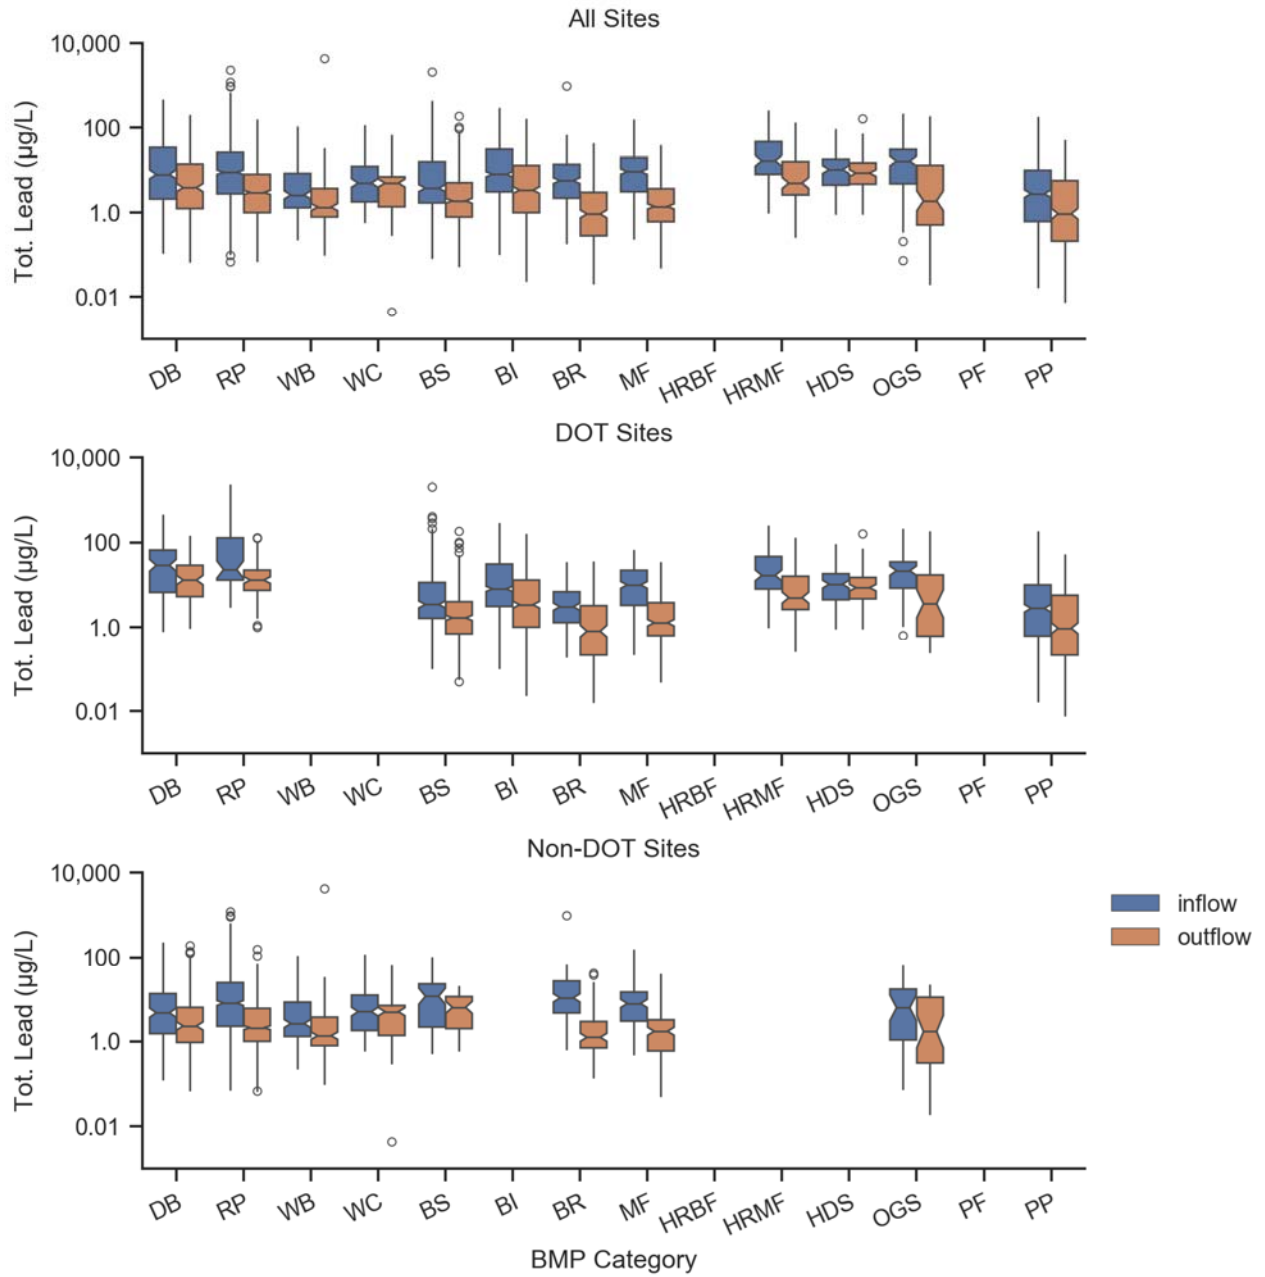 All Sites
10,000
100
1.0
0.01
Tot. Lead (µg/L)
DB RP WB WC BS BI BR MF HRBF HRMF HDS OGS PF PP
DOT Sites
10,000
100
1.0
0.01
Tot. Lead (µg/L)
DB RP WB WC BS BI BR MF HRBF HRMF HDS OGS PF PP
Non-DOT Sites
10,000
100
1.0
0.01
Tot. Lead (µg/L)
inflow
outflow
DB RP WB WC BS BI BR MF HRBF HRMF HDS OGS PF PP
BMP Category